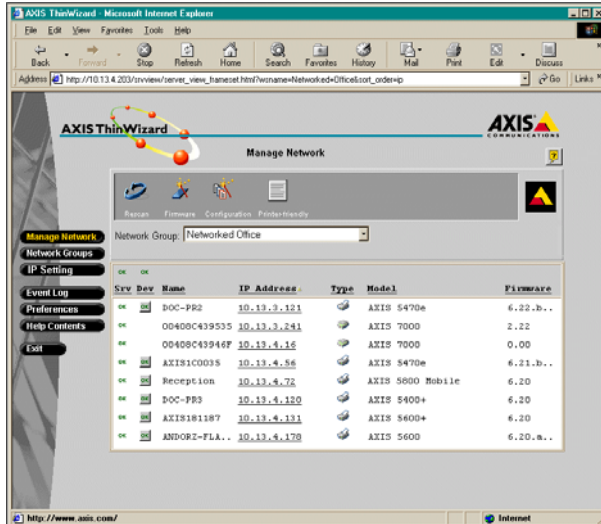 AXIS ThinWizard - Microsoft Internet Explorer
File Edit View Favorites Tools Help
Back Forward Stop Refresh Home Search Favorites History Mail Print Edit Discuss
Address http://10.13.4.203/srvview/server_view_frameset.html?wsname=Networked+Office&sort_order=ip Go Links »
AXIS ThinWizard
AXIS
COMMUNICATIONS
Manage Network
Rescan Firmware Configuration Printer-friendly
Network Group: Networked Office
Manage Network
Network Groups
IP Setting
Event Log
Preferences
Help Contents
Exit
OK OK
Srv Dev Name IP Address Type Model Firmware
OK OK DOC-PR2 10.13.3.121 AXIS 5470e 6.22.b..
OK 00408C439535 10.13.3.241 AXIS 7000 2.22
OK 00408C43946F 10.13.4.16 AXIS 7000 0.00
OK OK AXIS1C0035 10.13.4.56 AXIS 5470e 6.21.b..
OK OK Reception 10.13.4.72 AXIS 5800 Mobile 6.20
OK OK DOC-PR3 10.13.4.120 AXIS 5400+ 6.20
OK OK AXIS181187 10.13.4.131 AXIS 5600+ 6.20
OK OK ANDORZ-FLA.. 10.13.4.178 AXIS 5600 6.20.a..
http://www.axis.com/ Internet